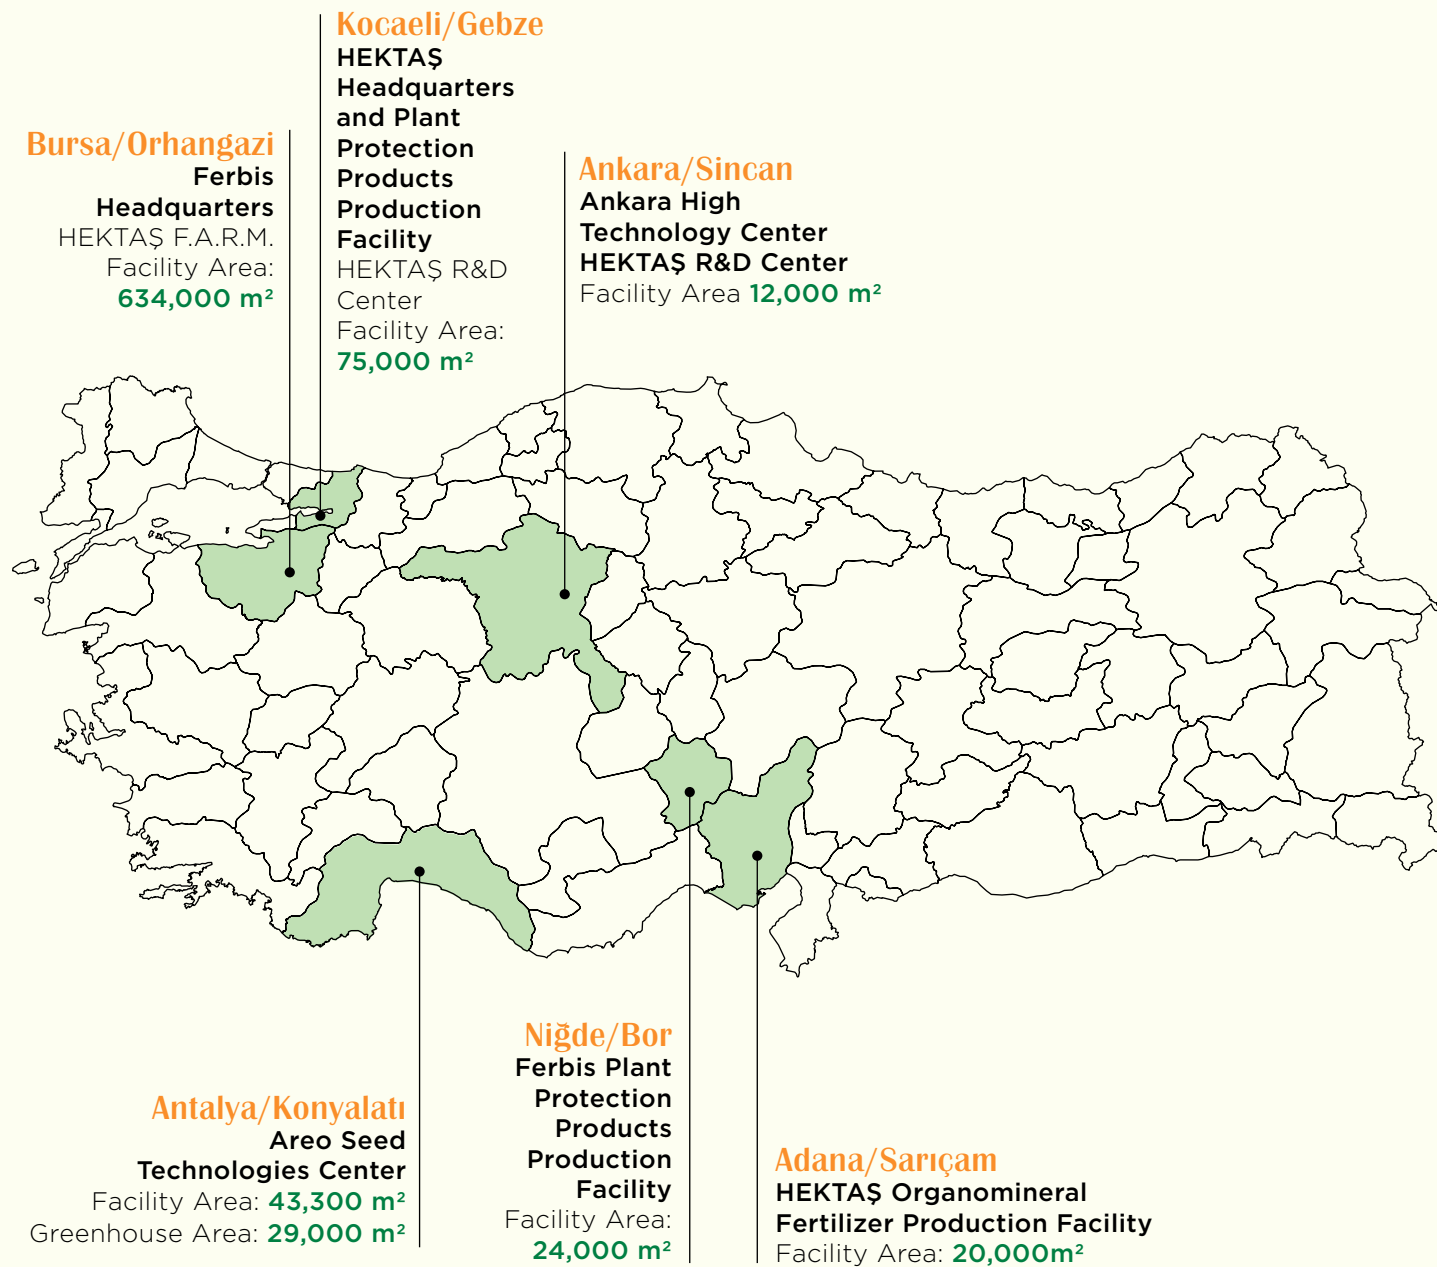 Kocaeli/Gebze
HEKTAŞ
Headquarters
and Plant
Protection
Products
Production
Facility
HEKTAŞ R&D
Center
Facility Area:
75,000 m²
Bursa/Orhangazi
Ferbis
Headquarters
HEKTAŞ F.A.R.M.
Facility Area:
634,000 m²
Ankara/Sincan
Ankara High
Technology Center
HEKTAŞ R&D Center
Facility Area 12,000 m²
Antalya/Konyalatı
Areo Seed
Technologies Center
Facility Area: 43,300 m²
Greenhouse Area: 29,000 m²
Niğde/Bor
Ferbis Plant
Protection
Products
Production
Facility
Facility Area:
24,000 m²
Adana/Sarıçam
HEKTAŞ Organomineral
Fertilizer Production Facility
Facility Area: 20,000m²